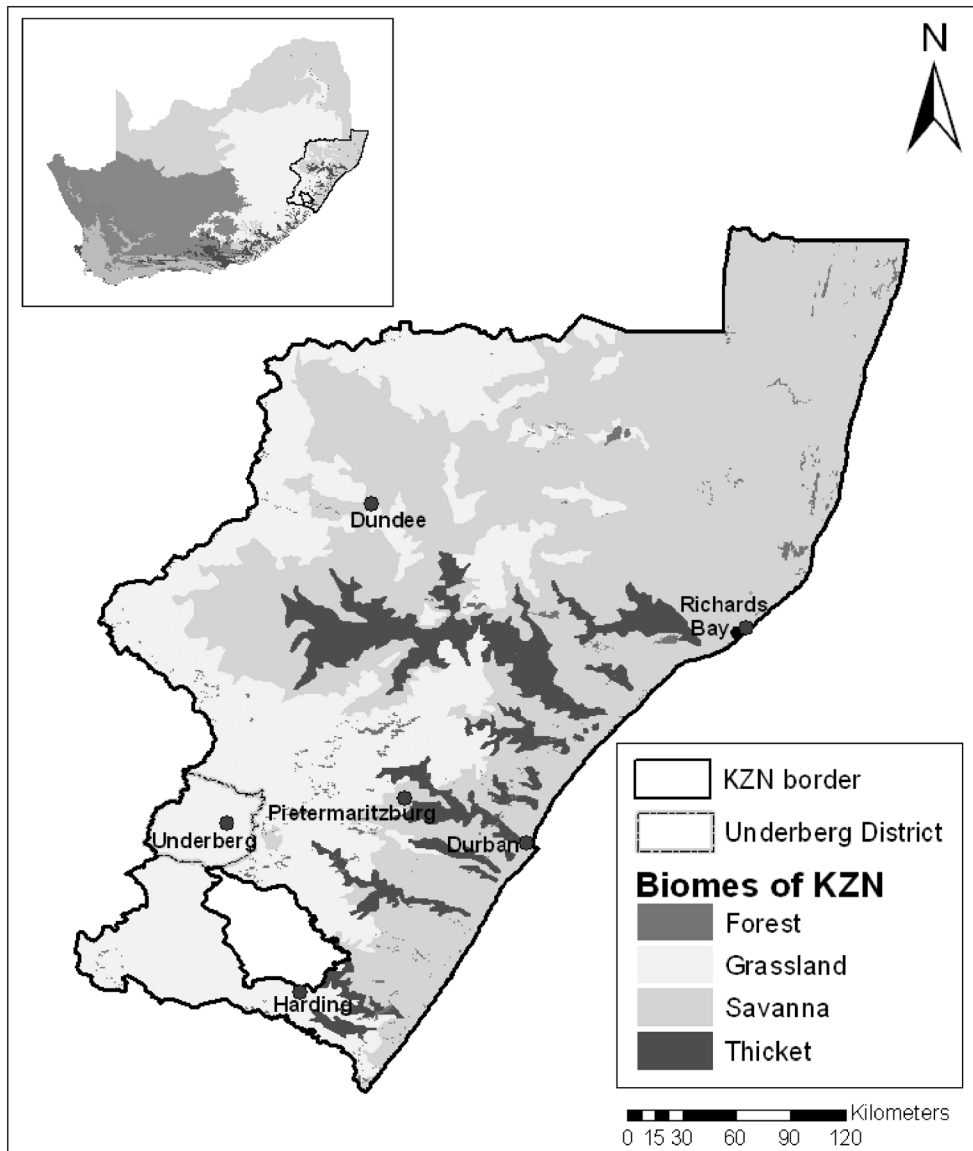 N
Dundee
Richards
Bay
Pietermaritzburg
Underberg
Durban
Harding
KZN border
Underberg District
Biomes of KZN
Forest
Grassland
Savanna
Thicket
Kilometers
0 15 30 60 90 120